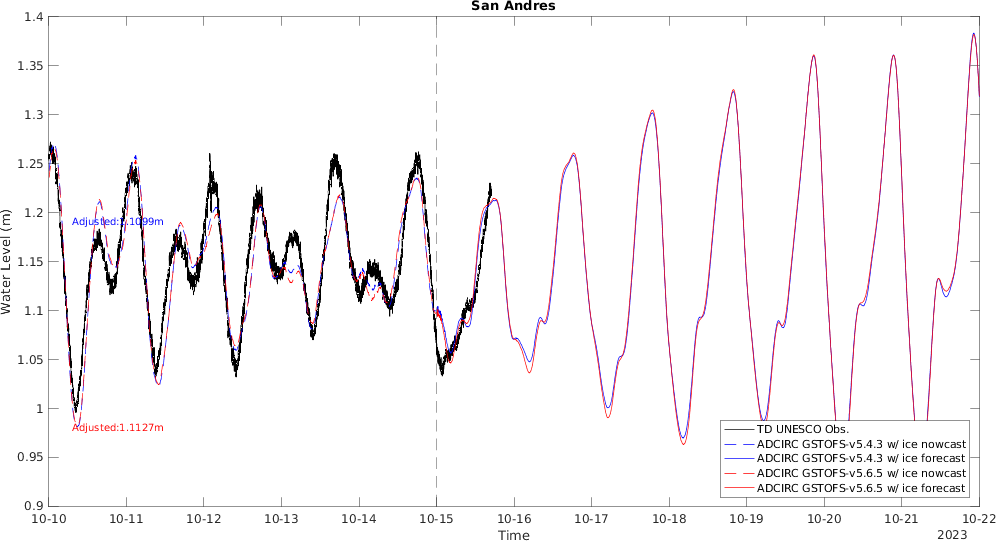 San Andres
1.4
1.35
1.3
1.25
1.2
1.15
1.1
1.05
1
0.95
0.9
Water Level (m)
Adjusted:1.1099m
Adjusted:1.1127m
TD UNESCO Obs.
ADCIRC GSTOFS-v5.4.3 w/ ice nowcast
ADCIRC GSTOFS-v5.4.3 w/ ice forecast
ADCIRC GSTOFS-v5.6.5 w/ ice nowcast
ADCIRC GSTOFS-v5.6.5 w/ ice forecast
10-10 10-11 10-12 10-13 10-14 10-15 10-16 10-17 10-18 10-19 10-20 10-21 10-22
Time
2023